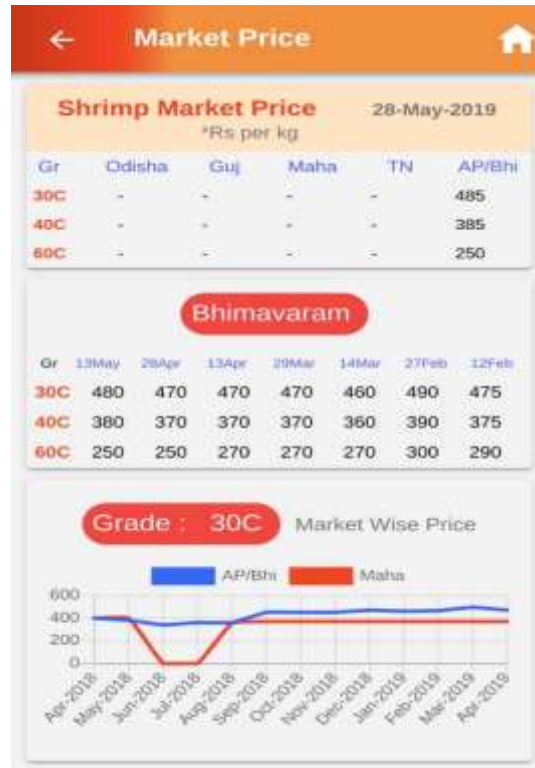 Market Price
Shrimp Market Price 28-May-2019
*Rs per kg
Gr Odisha Guj Maha TN AP/Bhi
30C - - - - 485
40C - - - - 385
60C - - - - 250
Bhimavaram
Gr 13May 28Apr 13Apr 29Mar 14Mar 27Feb 12Feb
30C 480 470 470 470 460 490 475
40C 380 370 370 370 360 390 375
60C 250 250 270 270 270 300 290
Grade : 30C Market Wise Price
AP/Bhi Maha
600
400
200
0
Apr-2018 May-2018 Jun-2018 Jul-2018 Aug-2018 Sep-2018 Oct-2018 Nov-2018 Dec-2018 Jan-2019 Feb-2019 Mar-2019 Apr-2019